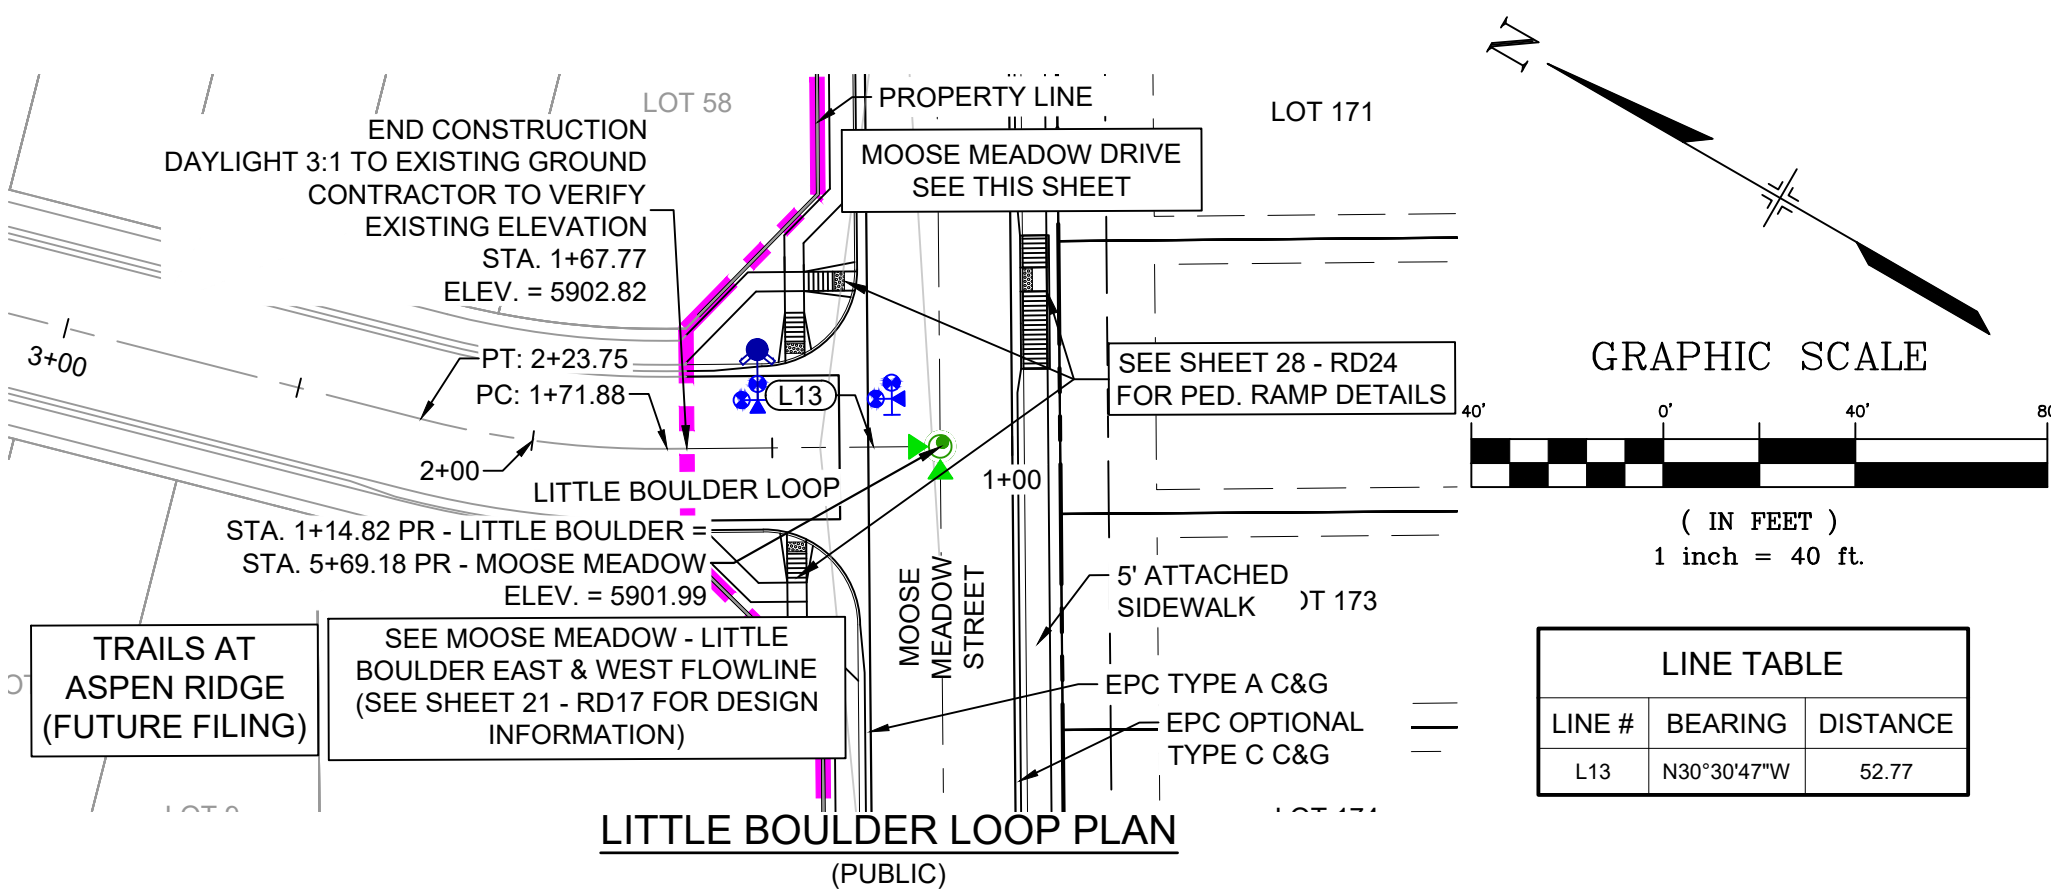 N
LOT 58
PROPERTY LINE
LOT 171
END CONSTRUCTION
DAYLIGHT 3:1 TO EXISTING GROUND
CONTRACTOR TO VERIFY
EXISTING ELEVATION
STA. 1+67.77
ELEV. = 5902.82
MOOSE MEADOW DRIVE
SEE THIS SHEET
3+00
PT: 2+23.75
PC: 1+71.88
L13
SEE SHEET 28 - RD24
FOR PED. RAMP DETAILS
GRAPHIC SCALE
40'
0'
40'
80
( IN FEET )
1 inch = 40 ft.
2+00
1+00
LITTLE BOULDER LOOP
STA. 1+14.82 PR - LITTLE BOULDER =
STA. 5+69.18 PR - MOOSE MEADOW
ELEV. = 5901.99
MOOSE
MEADOW
STREET
5' ATTACHED
SIDEWALK
OT 173
TRAILS AT
ASPEN RIDGE
(FUTURE FILING)
SEE MOOSE MEADOW - LITTLE
BOULDER EAST & WEST FLOWLINE
(SEE SHEET 21 - RD17 FOR DESIGN
INFORMATION)
EPC TYPE A C&G
EPC OPTIONAL
TYPE C C&G
LINE TABLE
LINE # BEARING DISTANCE
L13 N30°30'47"W 52.77
LITTLE BOULDER LOOP PLAN
(PUBLIC)